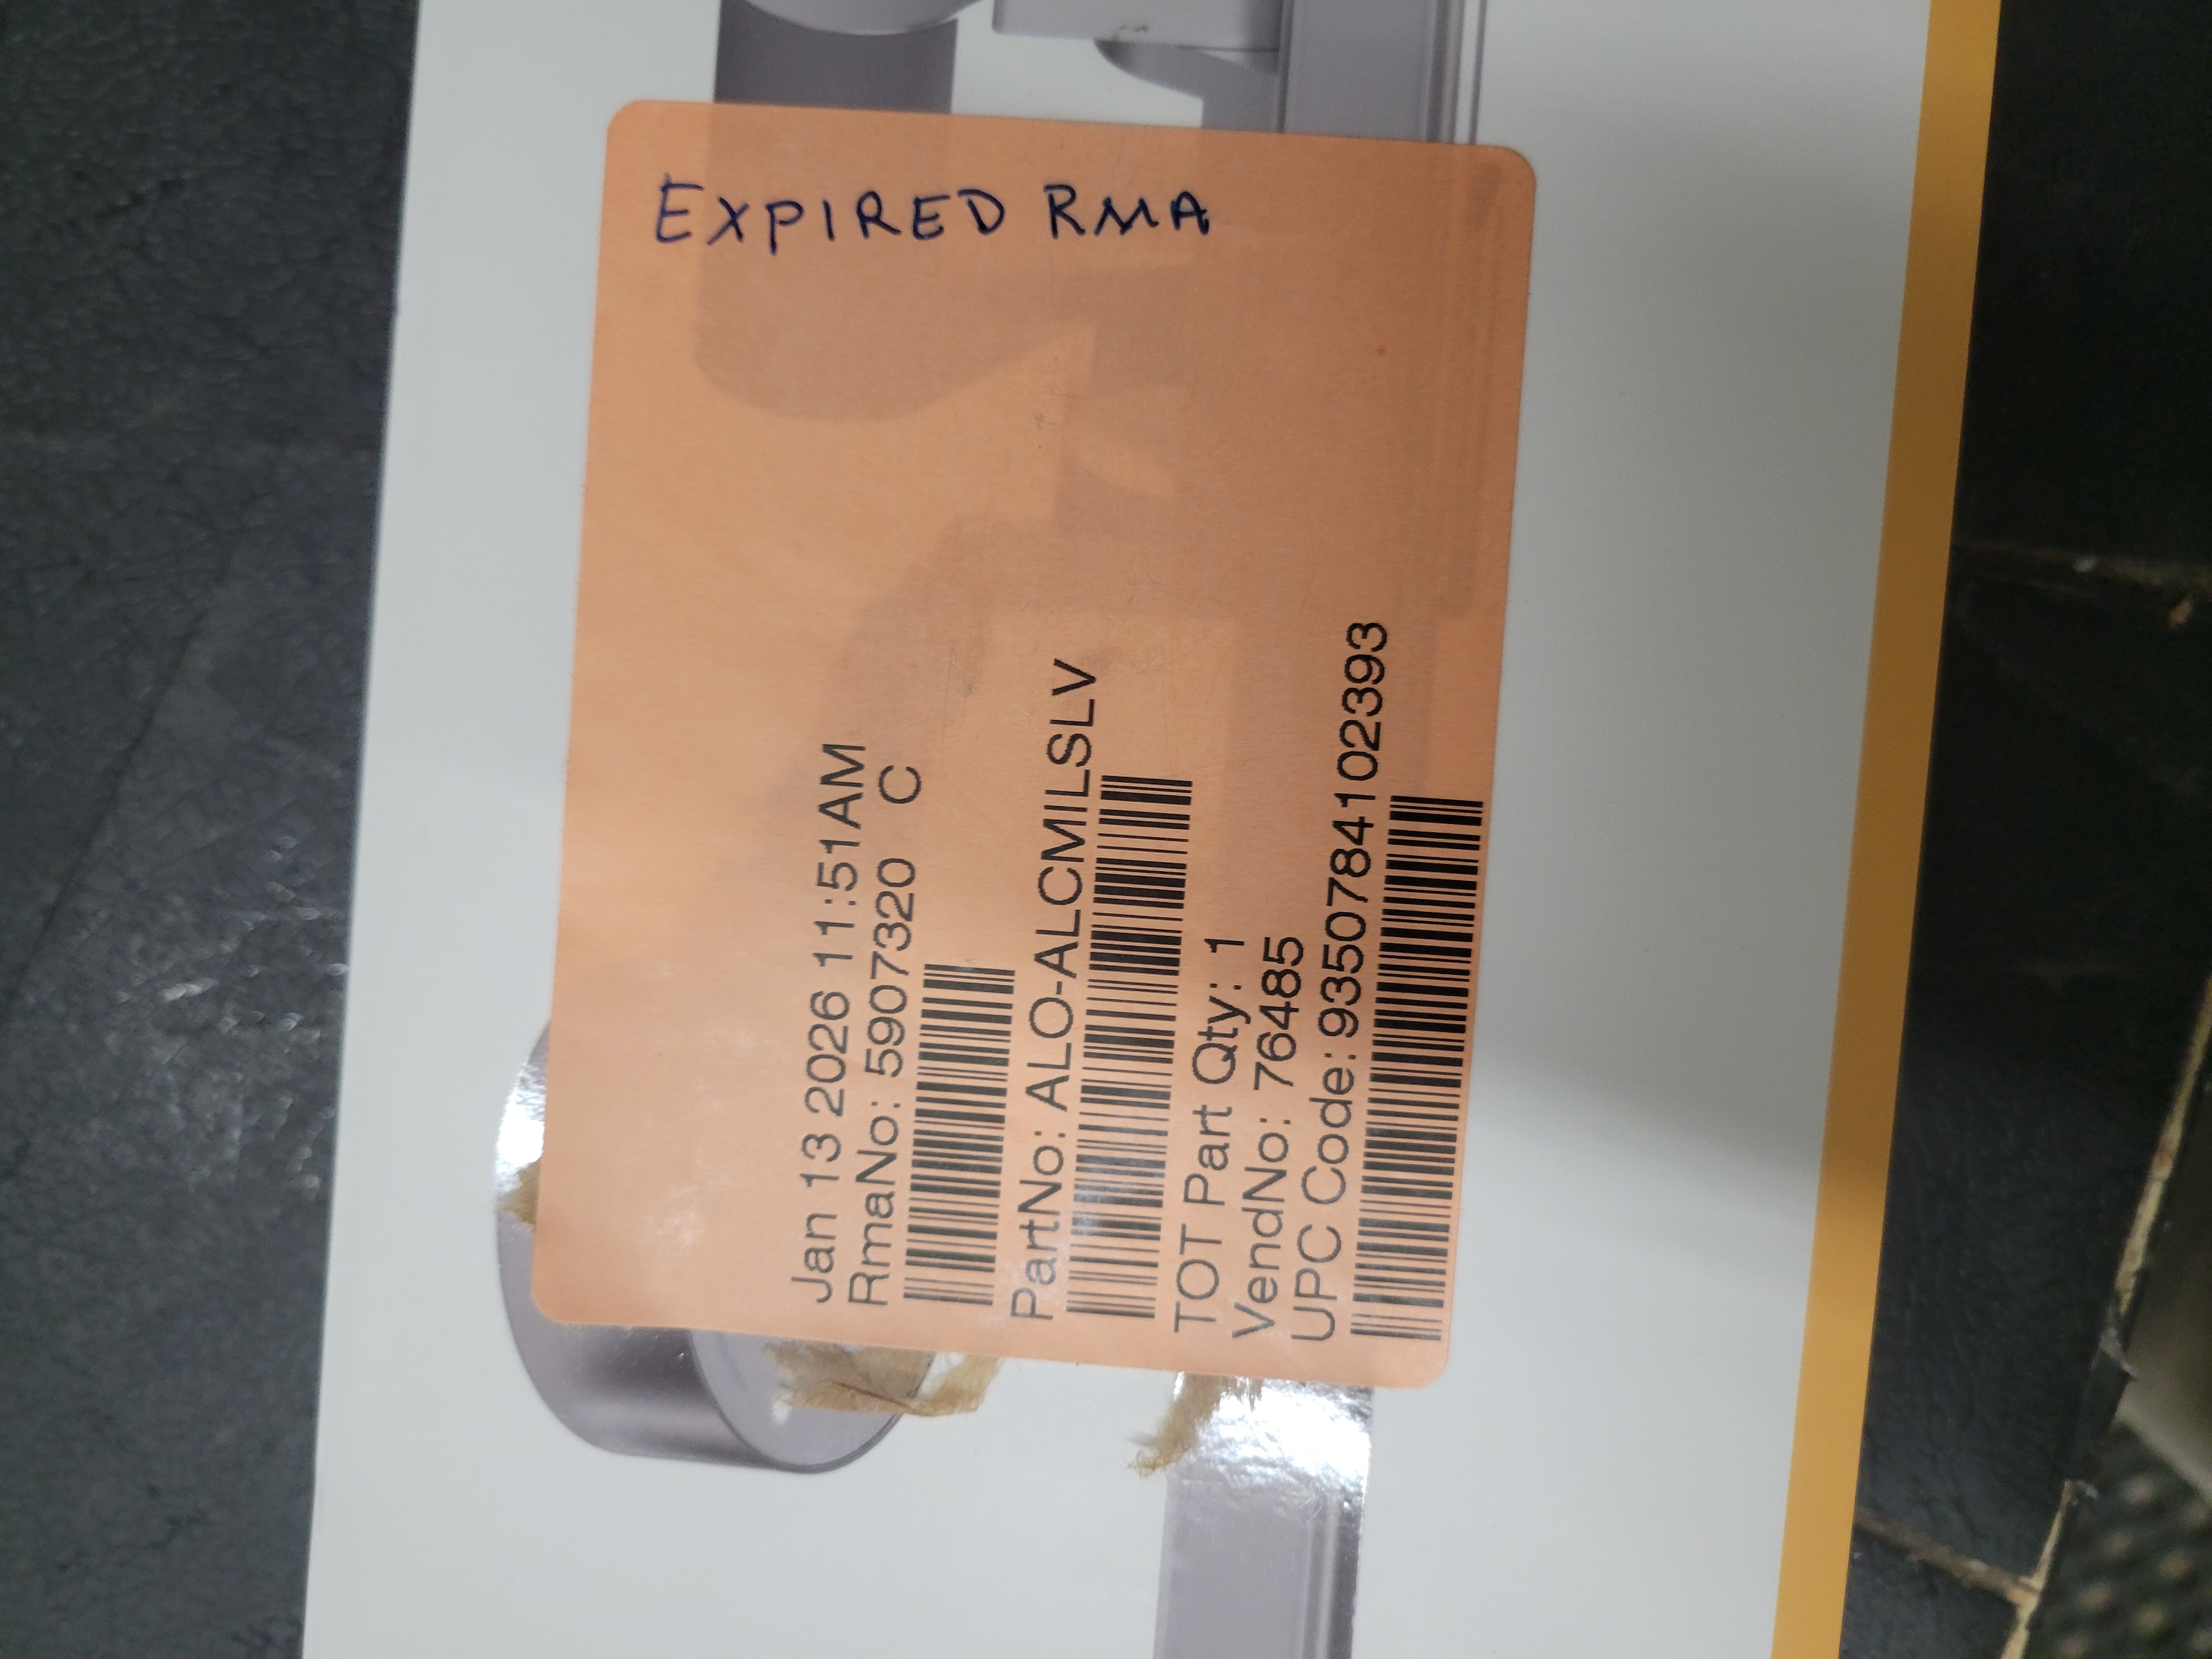 EXPIRED RMA
Jan 13 2026 11:51AM
RmaNo: 5907320 C
PartNo: ALO-ALCMILSLV
TOT Part Qty: 1
VendNo: 76485
UPC Code: 9350784102393